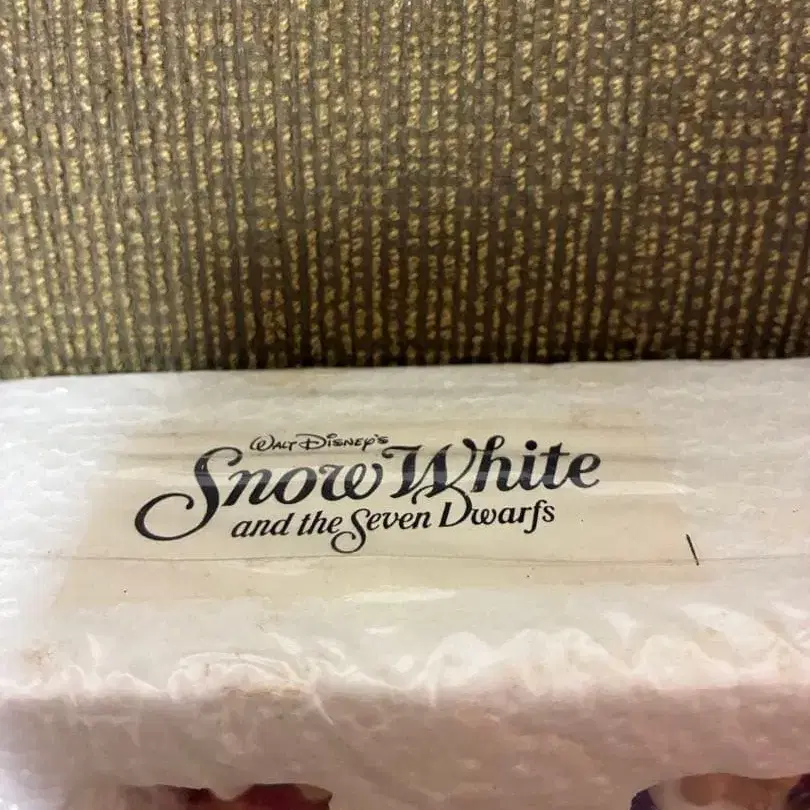 Walt Disney's
Snow White
and the Seven Dwarfs